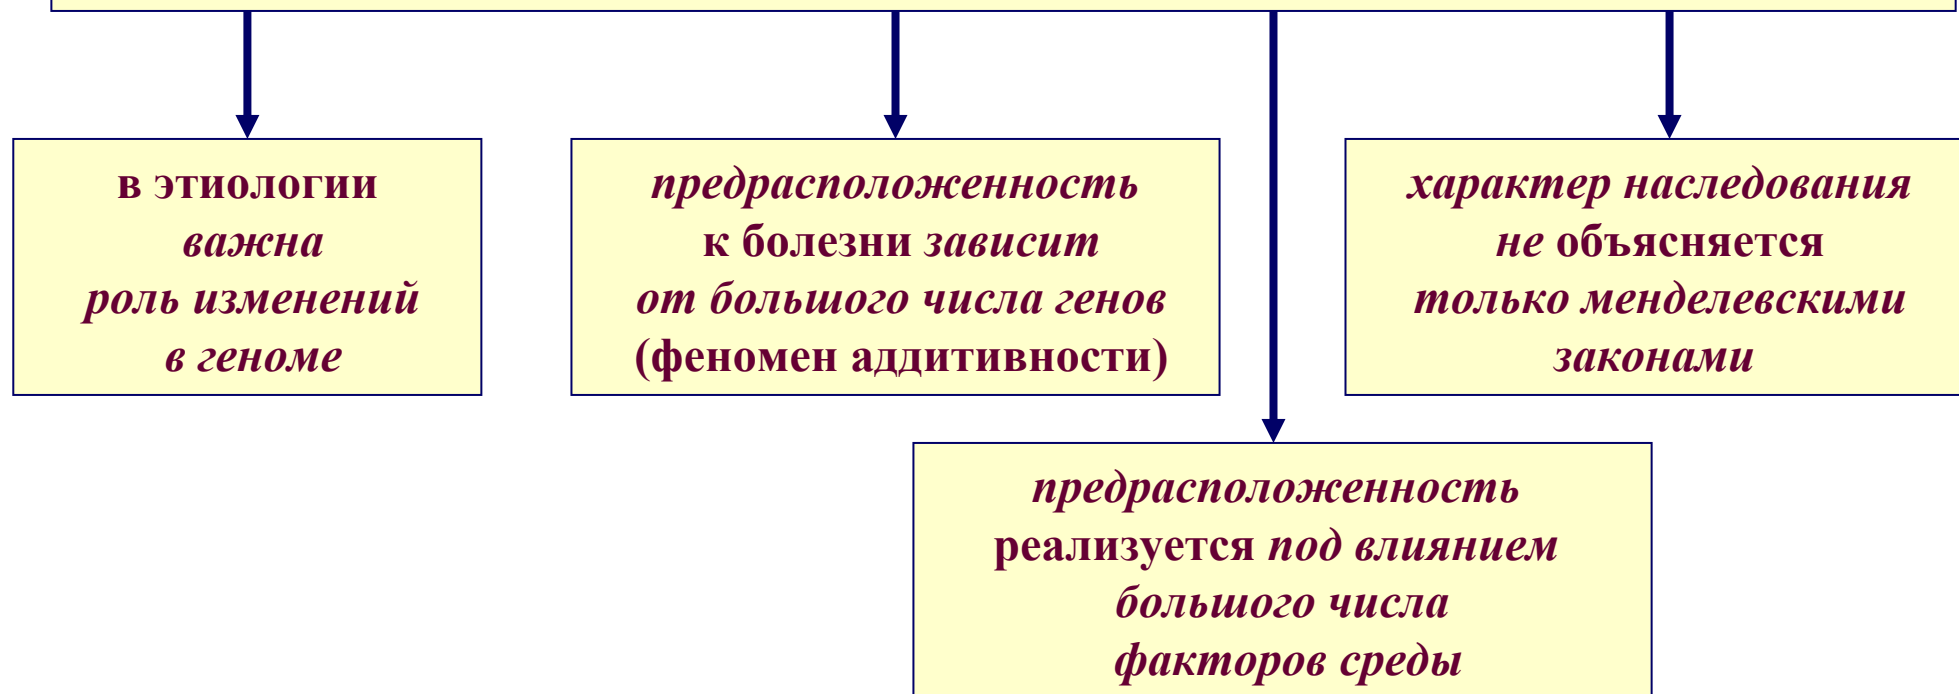 в этиологии
важна
роль изменений
в геноме
предрасположенность
к болезни зависит
от большого числа генов
(феномен аддитивности)
характер наследования
не объясняется
только менделевскими
законами
предрасположенность
реализуется под влиянием
большого числа
факторов среды